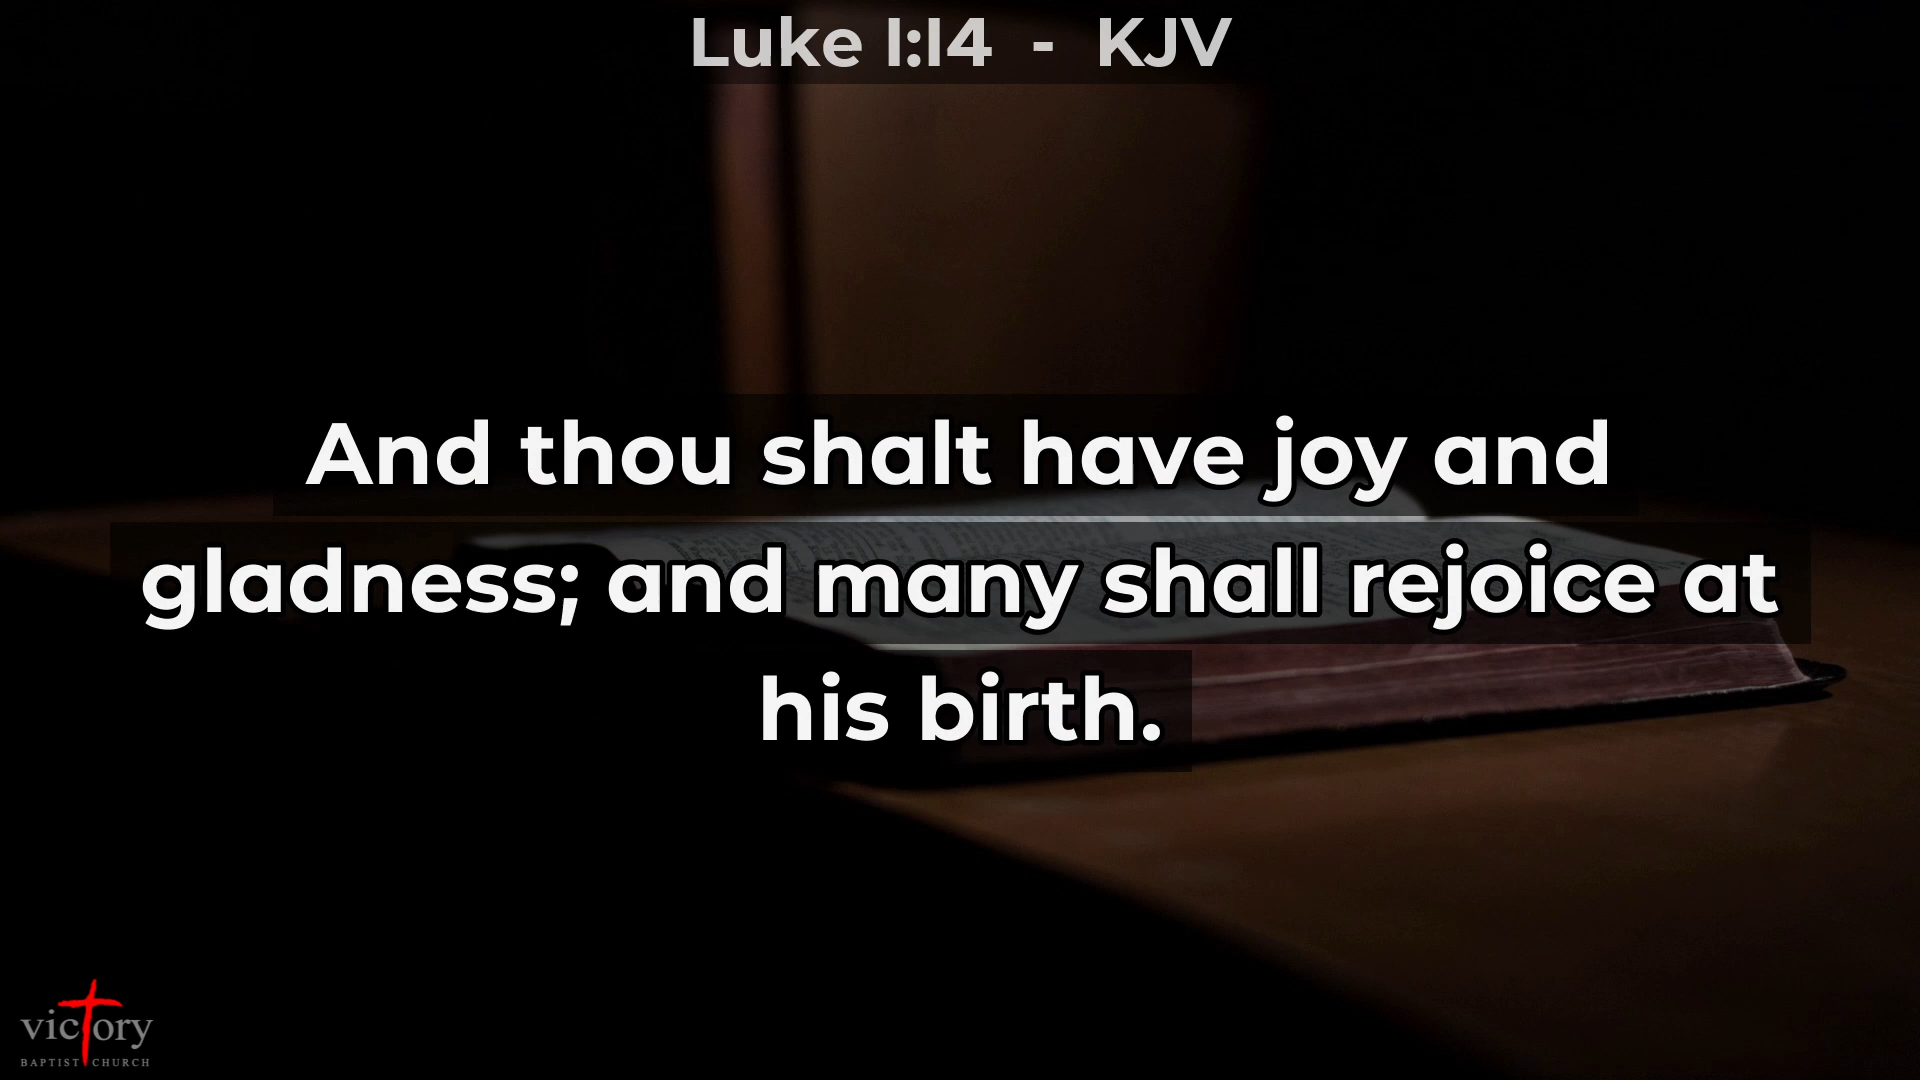 Luke 1:14 - KJV
And thou shalt have joy and
gladness; and many shall rejoice at
his birth.
victory
BAPTIST CHURCH